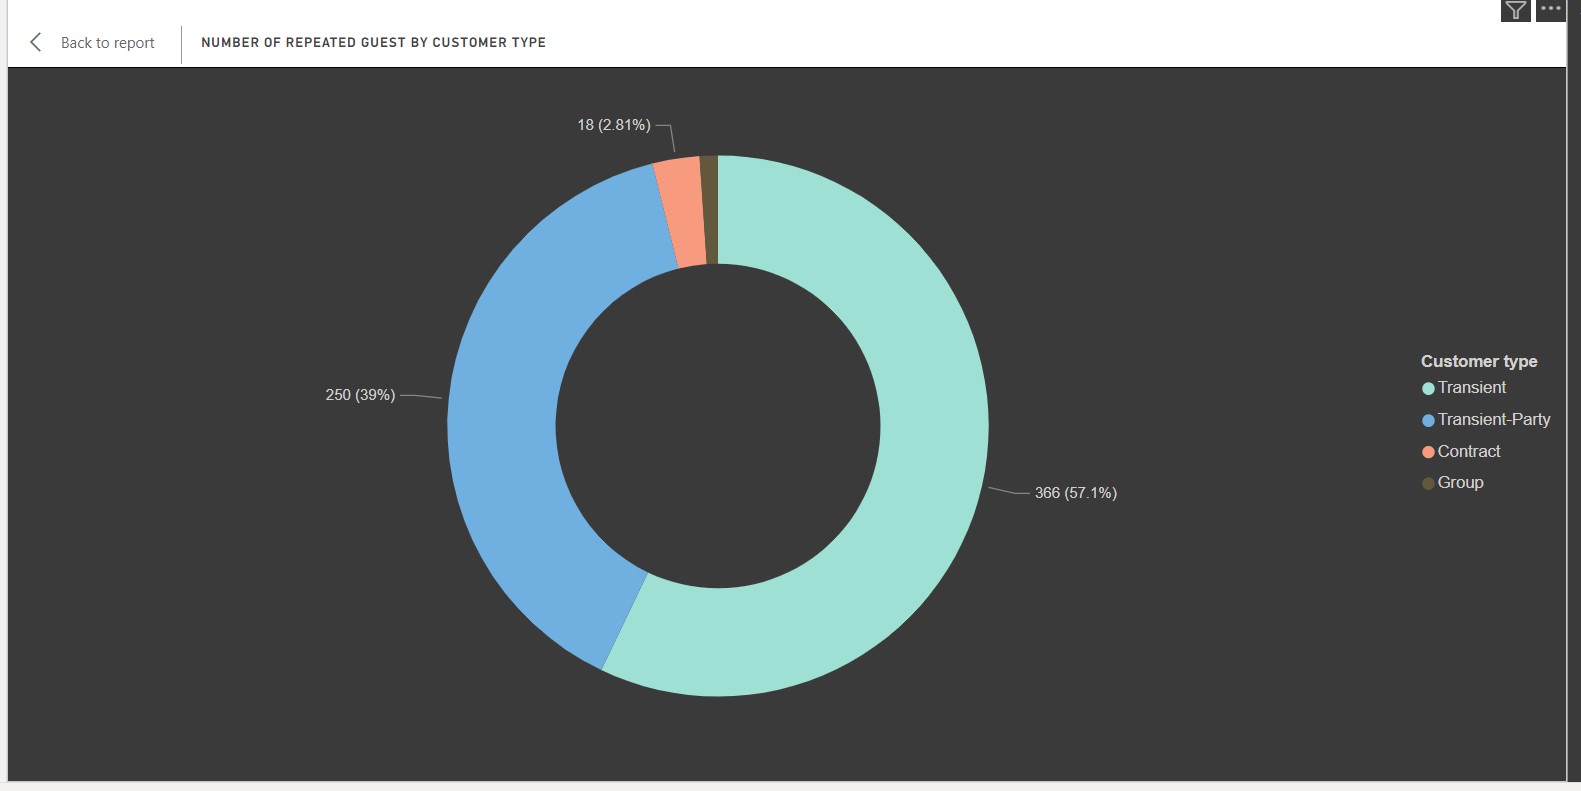 Back to report
NUMBER OF REPEATED GUEST BY CUSTOMER TYPE
18 (2.81%)
250 (39%)
366 (57.1%)
Customer type
Transient
Transient-Party
Contract
Group